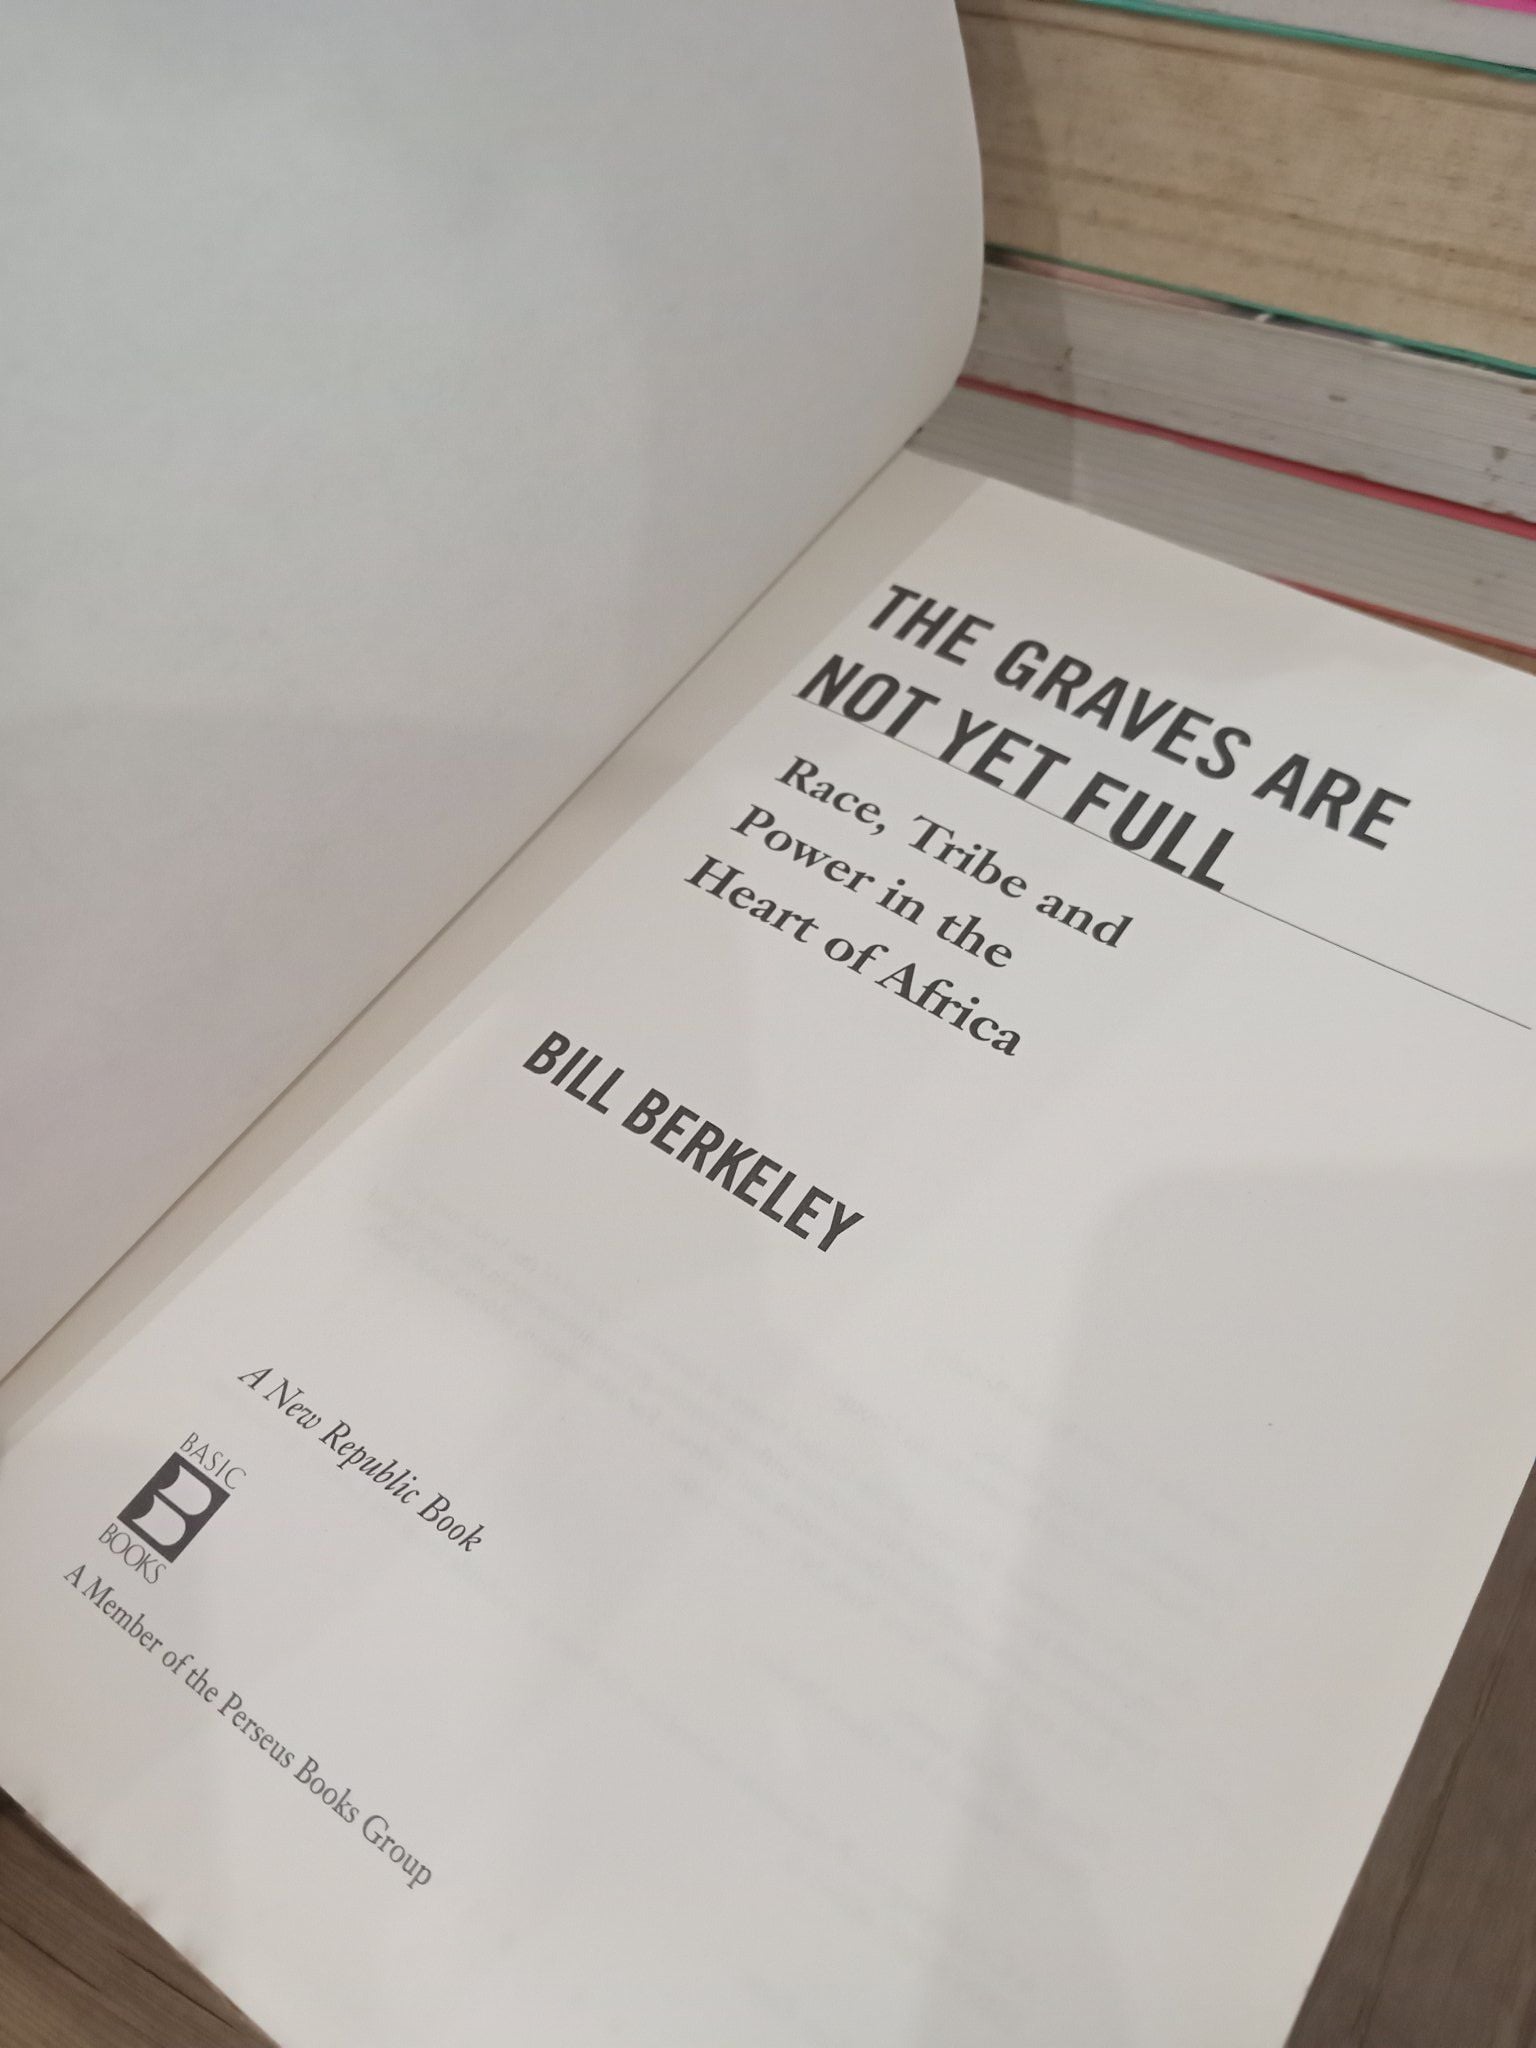 THE GRAVES ARE
NOT YET FULL
Race, Tribe and
Power in the
Heart of Africa
BILL BERKELEY
A New Republic Book
BASIC
B
BOOKS
A Member of the Perseus Books Group